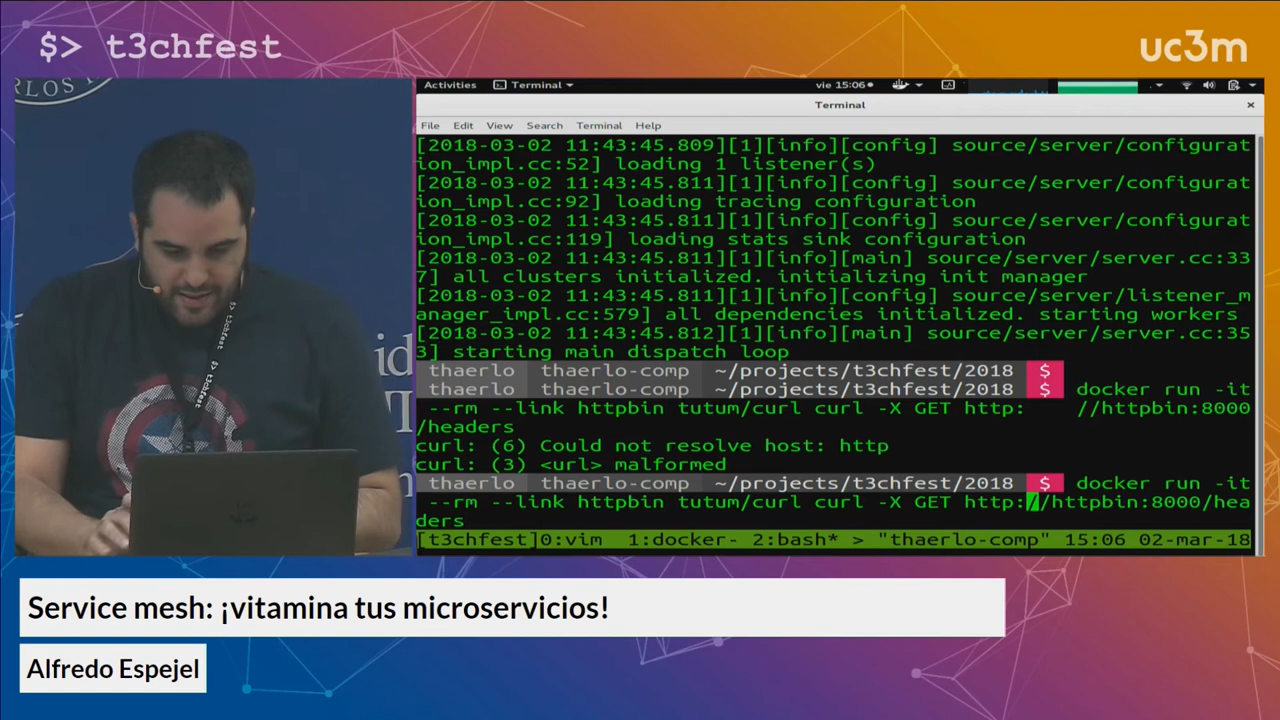 $> t3chfest
uc3m
LOS
Activities Terminal vie 15:06
Terminal
File Edit View Search Terminal Help
[2018-03-02 11:43:45.809][1][info][config] source/server/configurat
ion_impl.cc:52] loading 1 listener(s)
[2018-03-02 11:43:45.811][1][info][config] source/server/configurat
ion_impl.cc:92] loading tracing configuration
[2018-03-02 11:43:45.811][1][info][config] source/server/configurat
ion_impl.cc:119] loading stats sink configuration
[2018-03-02 11:43:45.811][1][info][main] source/server/server.cc:33
7] all clusters initialized. initializing init manager
[2018-03-02 11:43:45.811][1][info][config] source/server/listener_m
anager_impl.cc:579] all dependencies initialized. starting workers
[2018-03-02 11:43:45.812][1][info][main] source/server/server.cc:35
3] starting main dispatch loop
thaerlo thaerlo-comp ~/projects/t3chfest/2018 $
thaerlo thaerlo-comp ~/projects/t3chfest/2018 $ docker run -it
--rm --link httpbin tutum/curl curl -X GET http: //httpbin:8000
/headers
curl: (6) Could not resolve host: http
curl: (3) <url> malformed
thaerlo thaerlo-comp ~/projects/t3chfest/2018 $ docker run -it
--rm --link httpbin tutum/curl curl -X GET http://httpbin:8000/hea
ders
[t3chfest]0:vim 1:docker- 2:bash* > "thaerlo-comp" 15:06 02-mar-18
$> t3chfest
$> t3chfest
id
Service mesh: ¡vitamina tus microservicios!
Alfredo Espejel